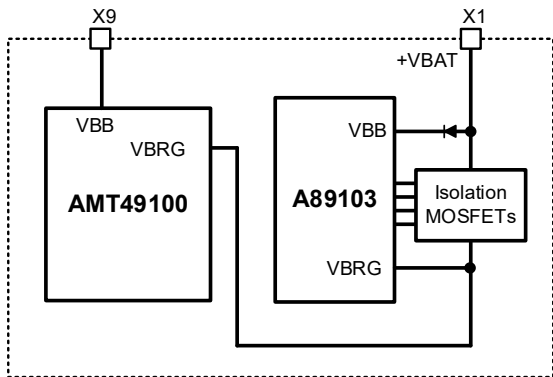 X9
X1
+VBAT
VBB
VBRG
AMT49100
VBB
A89103
VBRG
Isolation
MOSFETs